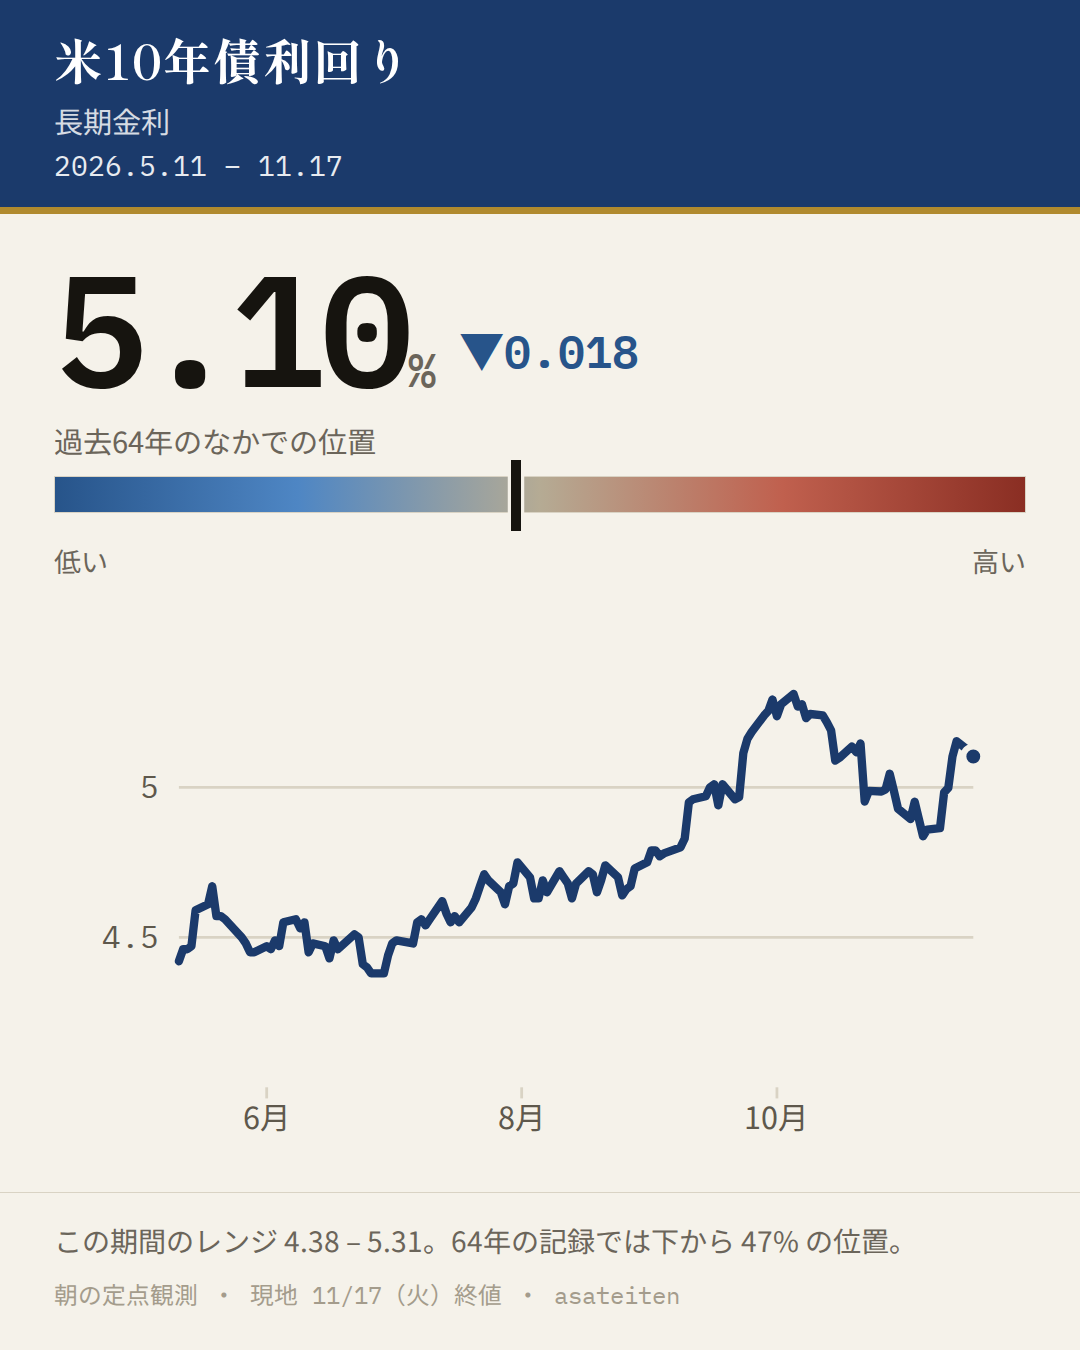 米10年債利回り
長期金利
2026.5.11 – 11.17
5.10% ▼0.018
過去64年のなかでの位置
低い 高い
5
4.5
6月 8月 10月
この期間のレンジ 4.38 – 5.31。64年の記録では下から 47% の位置。
朝の定点観測 ・ 現地 11/17（火）終値 ・ asateiten